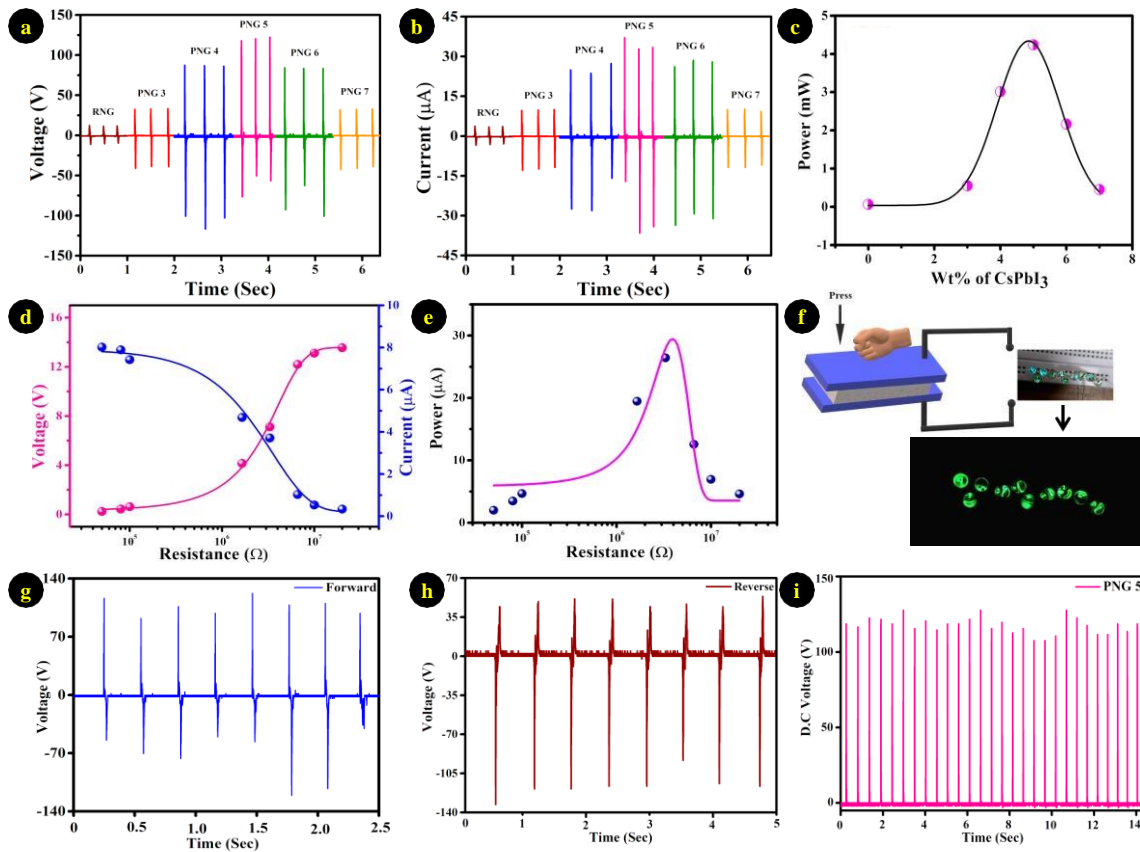 a
150
100
50
0
-50
-100
-150
Voltage (V)
RNG
PNG 3
PNG 4
PNG 5
PNG 6
PNG 7
0 1 2 3 4 5 6
Time (Sec)
b
45
30
15
0
-15
-30
-45
Current (μA)
RNG
PNG 3
PNG 4
PNG 5
PNG 6
PNG 7
0 1 2 3 4 5 6
Time (Sec)
c
5
4
3
2
1
0
-1
Power (mW)
0 2 4 6 8
Wt% of CsPbI3
d
16
12
8
4
0
Voltage (V)
10
8
6
4
2
0
Current (μA)
10^5 10^6 10^7
Resistance (Ω)
e
30
20
10
0
Power (μA)
10^5 10^6 10^7
Resistance (Ω)
f
Press
g
Forward
140
70
0
-70
-140
Voltage (V)
0 0.5 1.0 1.5 2.0 2.5
Time (Sec)
h
Reverse
70
35
0
-35
-70
-105
-140
Voltage (V)
0 1 2 3 4 5
Time (Sec)
i
PNG 5
150
100
50
0
D.C Voltage (V)
0 2 4 6 8 10 12 14
Time (Sec)